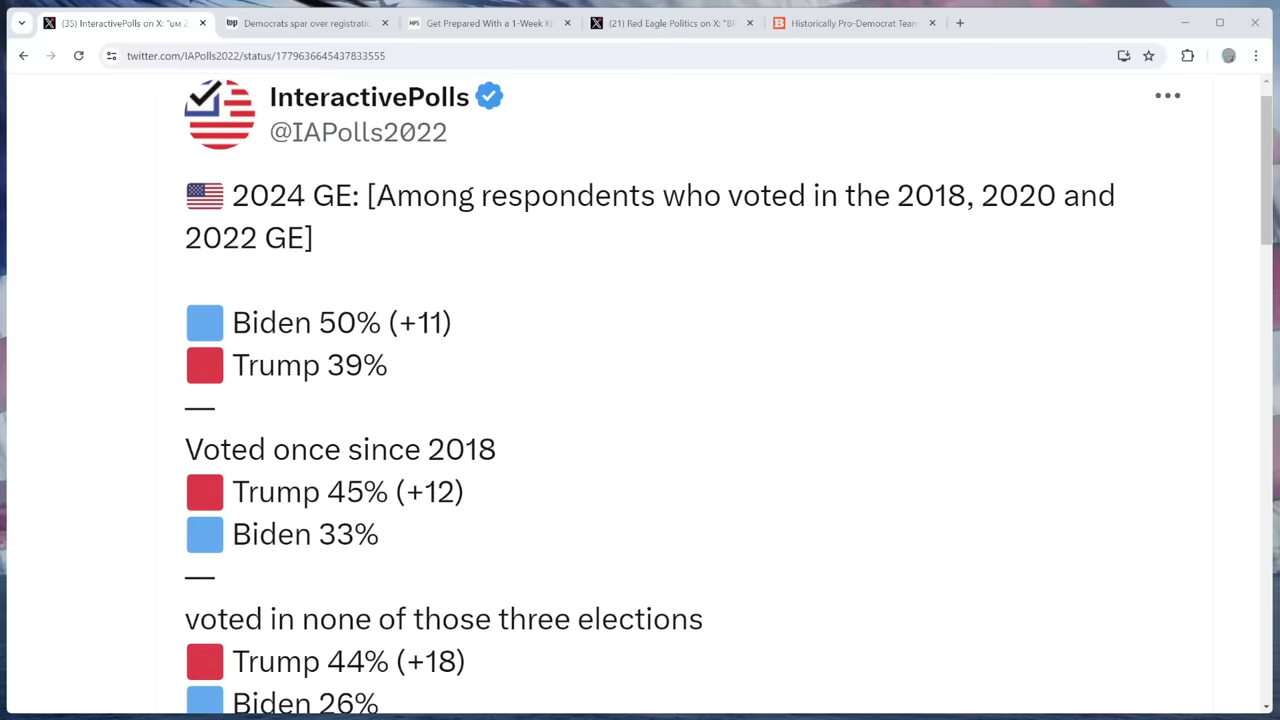 (35) InteractivePolls on X: "🇺🇸 2
Democrats spar over registratio
Get Prepared With a 1-Week K
(21) Red Eagle Politics on X: "B
Historically Pro-Democrat Team
twitter.com/IAPolls2022/status/1779636645437833555
InteractivePolls
@IAPolls2022
🇺🇸 2024 GE: [Among respondents who voted in the 2018, 2020 and
2022 GE]
🟦 Biden 50% (+11)
🟥 Trump 39%
—
Voted once since 2018
🟥 Trump 45% (+12)
🟦 Biden 33%
—
voted in none of those three elections
🟥 Trump 44% (+18)
🟦 Biden 26%